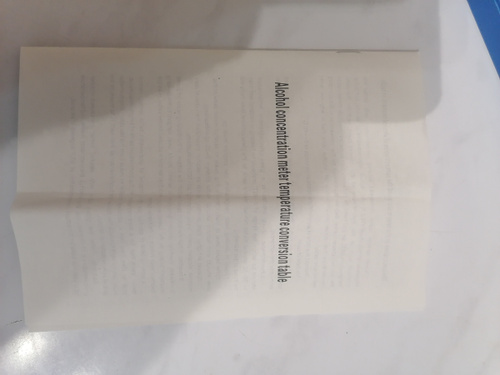 Alcohol concentration meter temperature conversion table